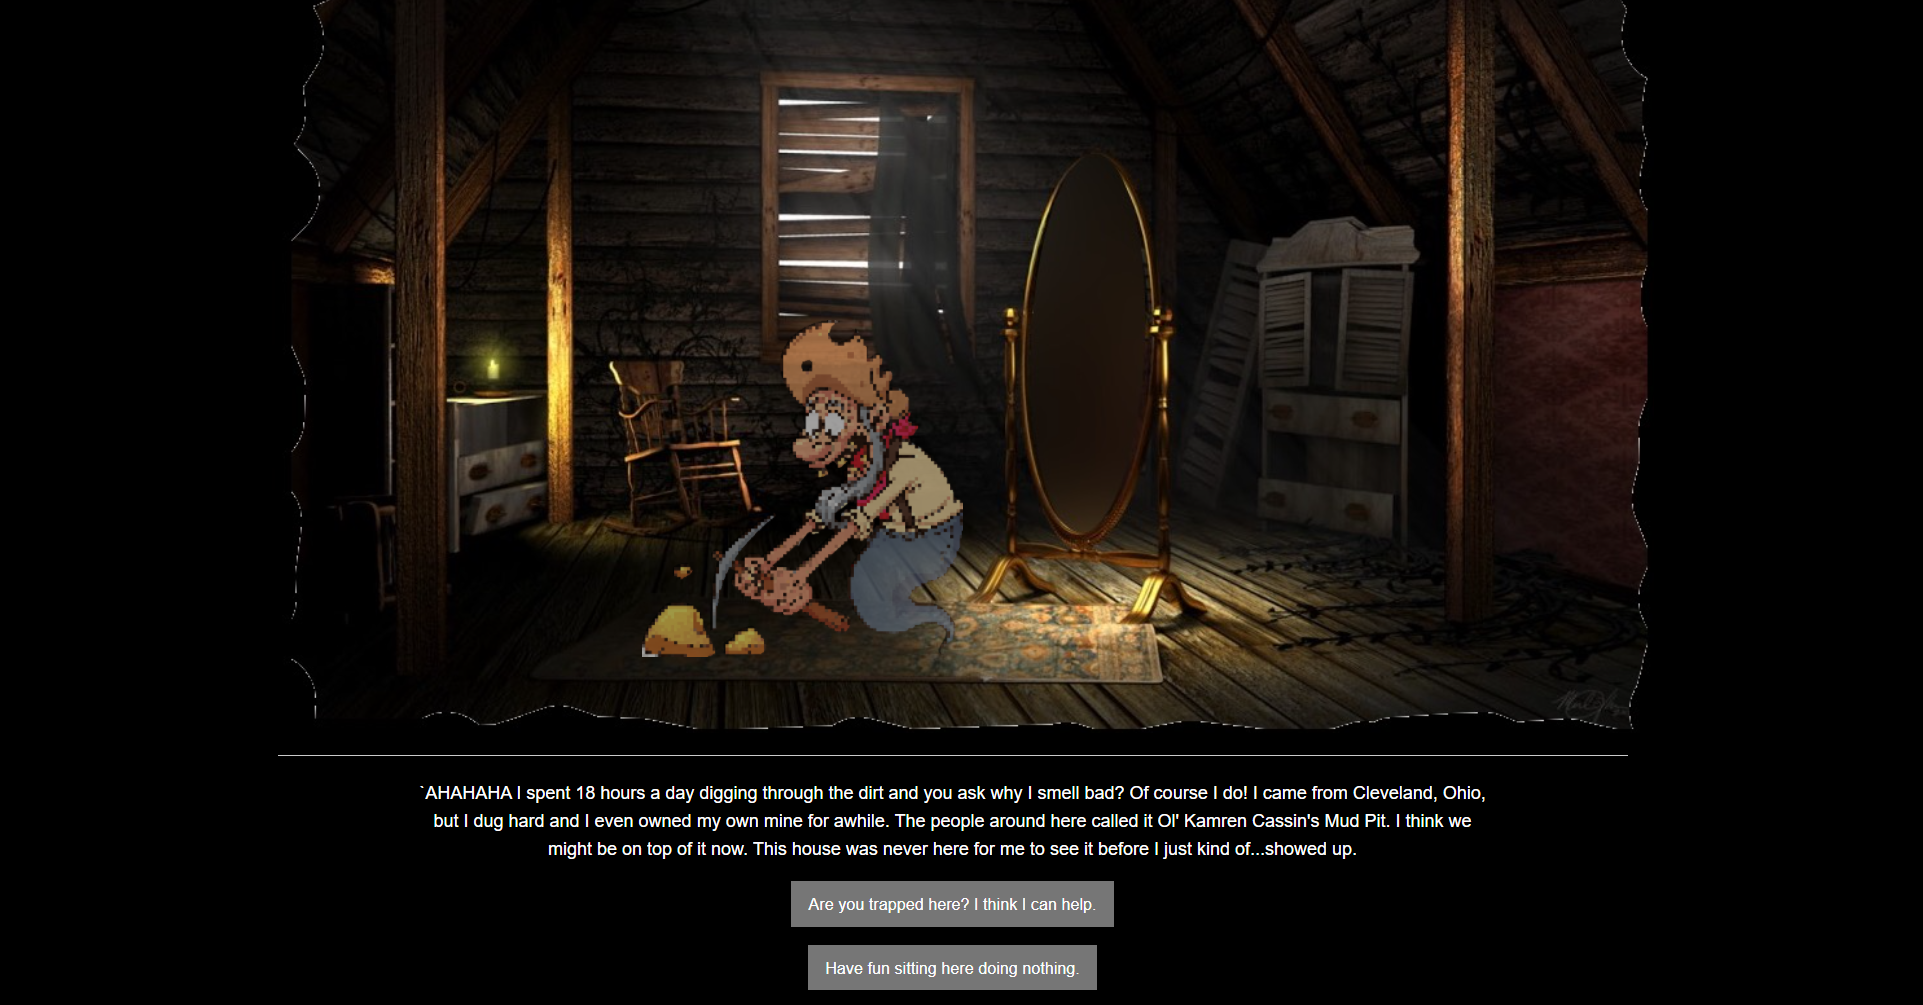 `AHAHAHA I spent 18 hours a day digging through the dirt and you ask why I smell bad? Of course I do! I came from Cleveland, Ohio,
but I dug hard and I even owned my own mine for awhile. The people around here called it Ol' Kamren Cassin's Mud Pit. I think we
might be on top of it now. This house was never here for me to see it before I just kind of...showed up.
Are you trapped here? I think I can help.
Have fun sitting here doing nothing.